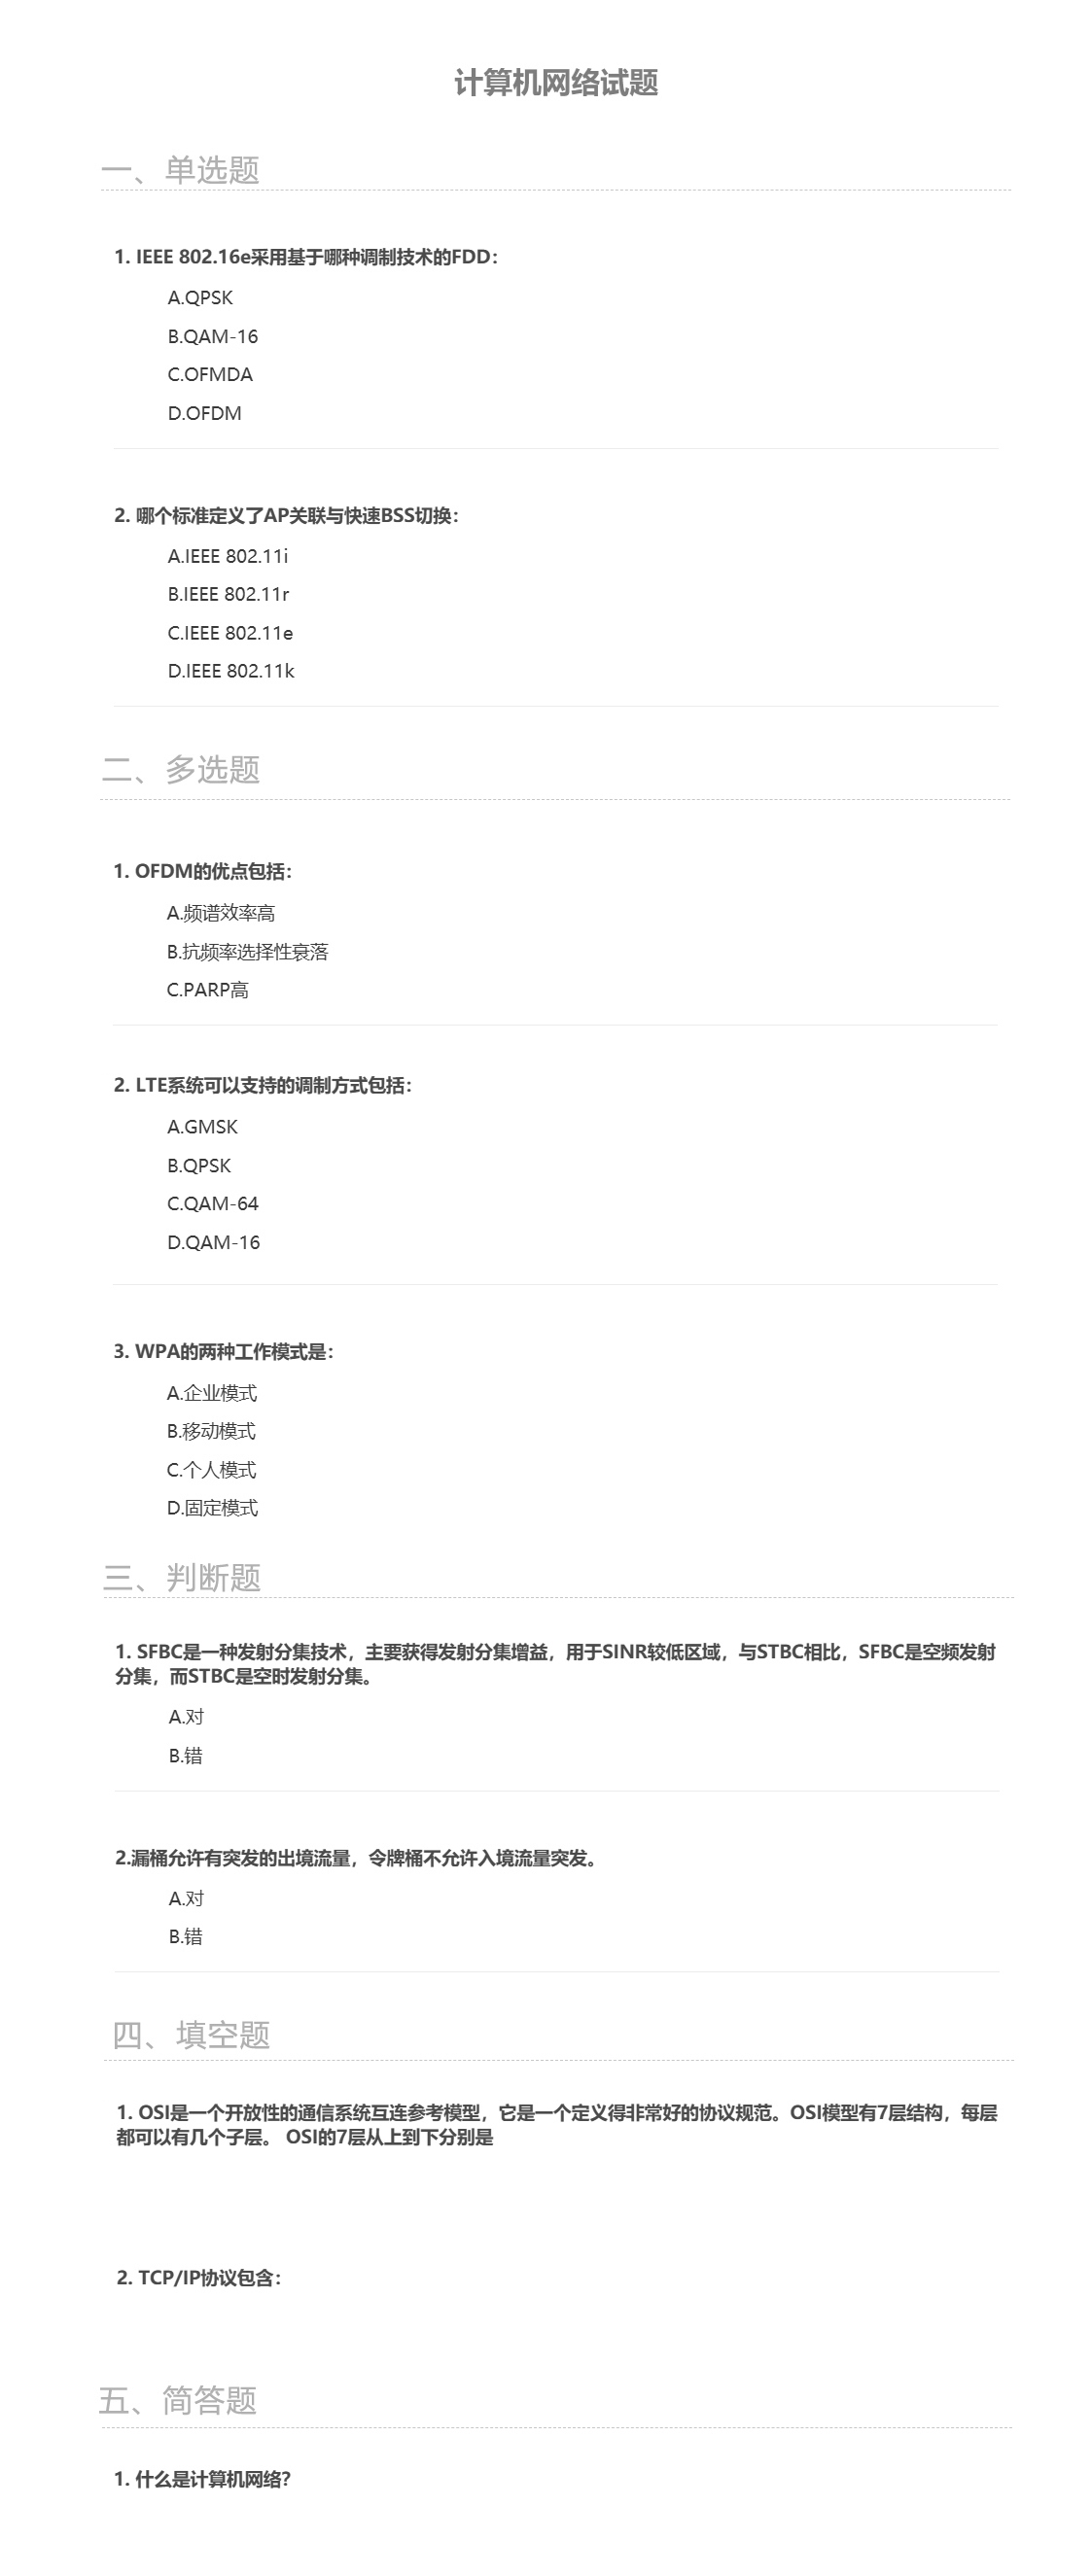 计算机网络试题
一、单选题
1. IEEE 802.16e采用基于哪种调制技术的FDD：
A.QPSK
B.QAM-16
C.OFMDA
D.OFDM
2. 哪个标准定义了AP关联与快速BSS切换：
A.IEEE 802.11i
B.IEEE 802.11r
C.IEEE 802.11e
D.IEEE 802.11k
二、多选题
1. OFDM的优点包括：
A.频谱效率高
B.抗频率选择性衰落
C.PARP高
2. LTE系统可以支持的调制方式包括：
A.GMSK
B.QPSK
C.QAM-64
D.QAM-16
3. WPA的两种工作模式是：
A.企业模式
B.移动模式
C.个人模式
D.固定模式
三、判断题
1. SFBC是一种发射分集技术，主要获得发射分集增益，用于SINR较低区域，与STBC相比，SFBC是空频发射
分集，而STBC是空时发射分集。
A.对
B.错
2.漏桶允许有突发的出境流量，令牌桶不允许入境流量突发。
A.对
B.错
四、填空题
1. OSI是一个开放性的通信系统互连参考模型，它是一个定义得非常好的协议规范。OSI模型有7层结构，每层
都可以有几个子层。 OSI的7层从上到下分别是
2. TCP/IP协议包含：
五、简答题
1. 什么是计算机网络?